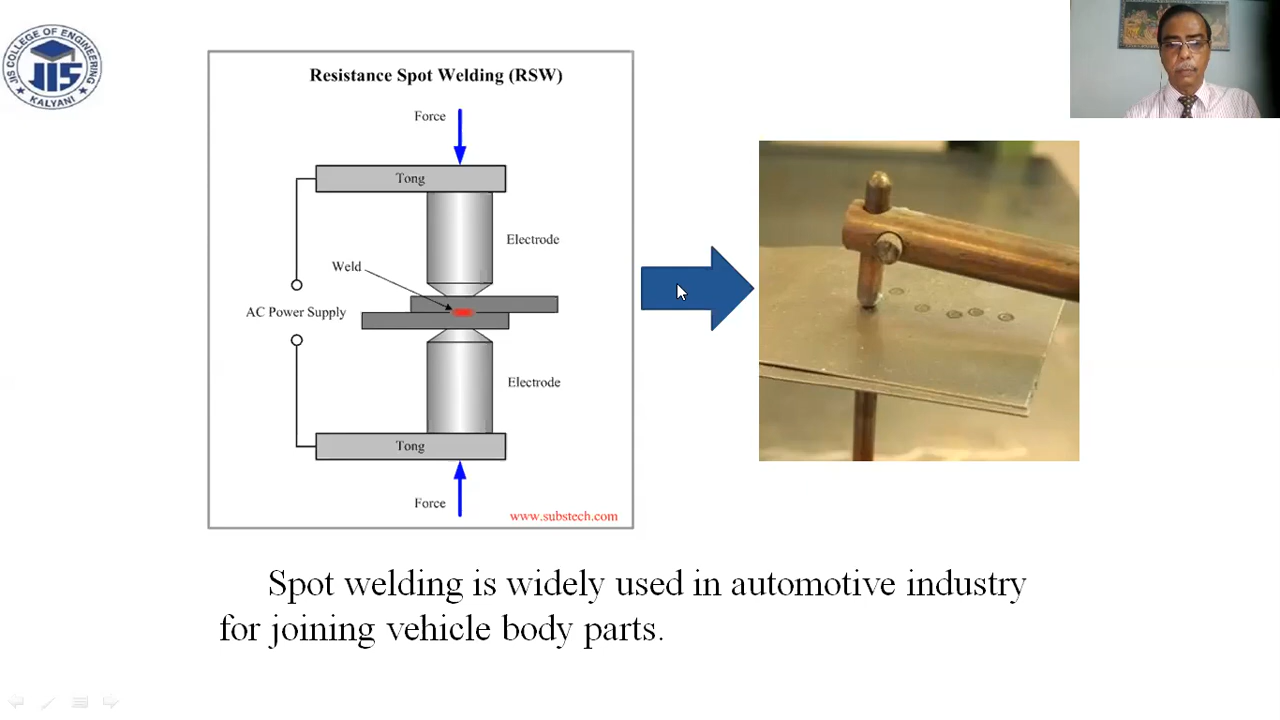 JIS COLLEGE OF ENGINEERING
JIS
KALYANI
Resistance Spot Welding (RSW)
Force
Tong
Electrode
Weld
AC Power Supply
Electrode
Tong
Force
www.substech.com
Spot welding is widely used in automotive industry
for joining vehicle body parts.